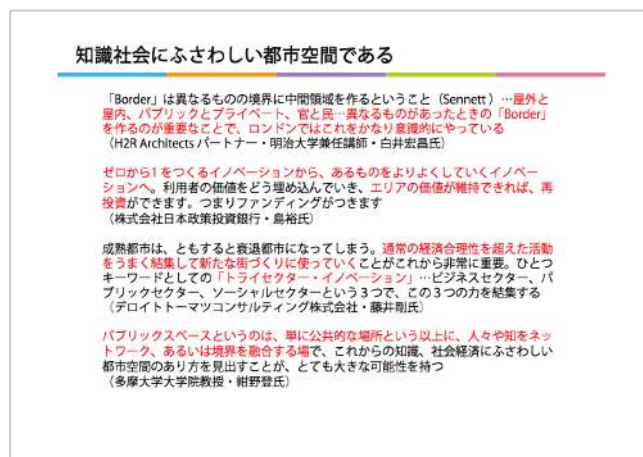 知識社会にふさわしい都市空間である
「Border」は異なるものの境界に中間領域を作るということ（Sennett）…屋外と
屋内、パブリックとプライベート、官と民…異なるものがあったときの「Border」
を作るのが重要なことで、ロンドンではこれをかなり意識的にやっている
（H2R Architects パートナー・明治大学兼任講師・白井宏昌氏）
ゼロから1をつくるイノベーションから、あるものをよりよくしていくイノベー
ションへ。利用者の価値をどう埋め込んでいき、エリアの価値が維持できれば、再
投資ができます。つまりファンディングがつきます
（株式会社日本政策投資銀行・島裕氏）
成熟都市は、ともすると衰退都市になってしまう。通常の経済合理性を超えた活動
をうまく結集して新たな街づくりに使っていくことがこれから非常に重要。ひとつ
キーワードとしての「トライセクター・イノベーション」…ビジネスセクター、パ
ブリックセクター、ソーシャルセクターという3つで、この3つの力を結集する
（デロイトトーマツコンサルティング株式会社・藤井剛氏）
パブリックスペースというのは、単に公共的な場所という以上に、人々や知をネッ
トワーク、あるいは境界を融合する場で、これからの知識、社会経済にふさわしい
都市空間のあり方を見出すことが、とても大きな可能性を持つ
（多摩大学大学院教授・紺野登氏）